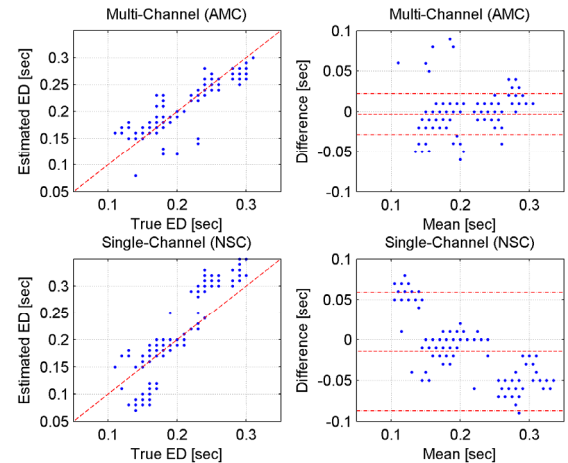 Multi-Channel (AMC)
Estimated ED [sec]
0.3
0.25
0.2
0.15
0.1
0.05
0.1 0.2 0.3
True ED [sec]
Multi-Channel (AMC)
Difference [sec]
0.1
0.05
0
-0.05
-0.1
0.1 0.2 0.3
Mean [sec]
Single-Channel (NSC)
Estimated ED [sec]
0.3
0.25
0.2
0.15
0.1
0.05
0.1 0.2 0.3
True ED [sec]
Single-Channel (NSC)
Difference [sec]
0.1
0.05
0
-0.05
-0.1
0.1 0.2 0.3
Mean [sec]